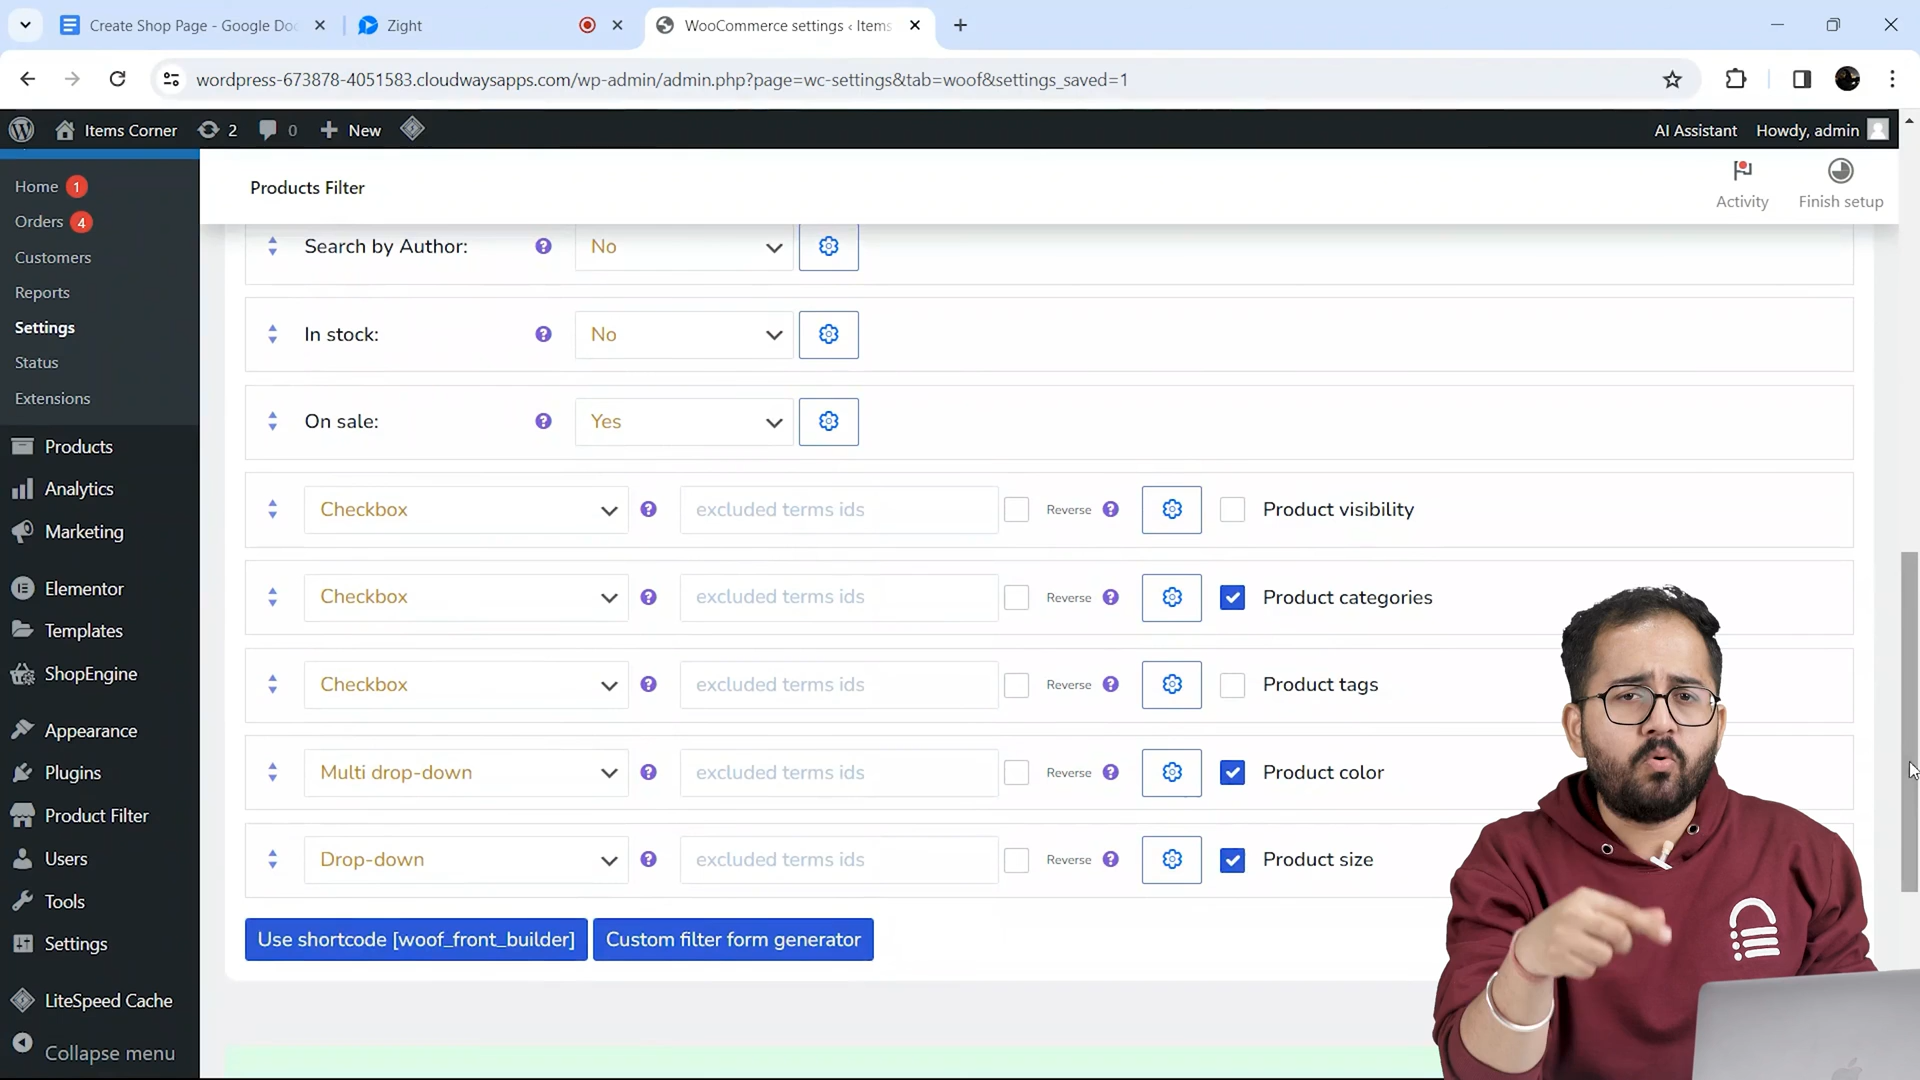 Create Shop Page - Google Doc
Zight
WooCommerce settings ‹ Items
wordpress-673878-4051583.cloudwaysapps.com/wp-admin/admin.php?page=wc-settings&tab=woof&settings_saved=1
Items Corner
2
0
New
AI Assistant
Howdy, admin
Home 1
Orders 4
Customers
Reports
Settings
Status
Extensions
Products
Analytics
Marketing
Elementor
Templates
ShopEngine
Appearance
Plugins
Product Filter
Users
Tools
Settings
LiteSpeed Cache
Collapse menu
Products Filter
Activity
Finish setup
Search by Author: ? No
In stock: ? No
On sale: ? Yes
Checkbox ? excluded terms ids Reverse ? Product visibility
Checkbox ? excluded terms ids Reverse ? Product categories
Checkbox ? excluded terms ids Reverse ? Product tags
Multi drop-down ? excluded terms ids Reverse ? Product color
Drop-down ? excluded terms ids Reverse ? Product size
Use shortcode [woof_front_builder]
Custom filter form generator